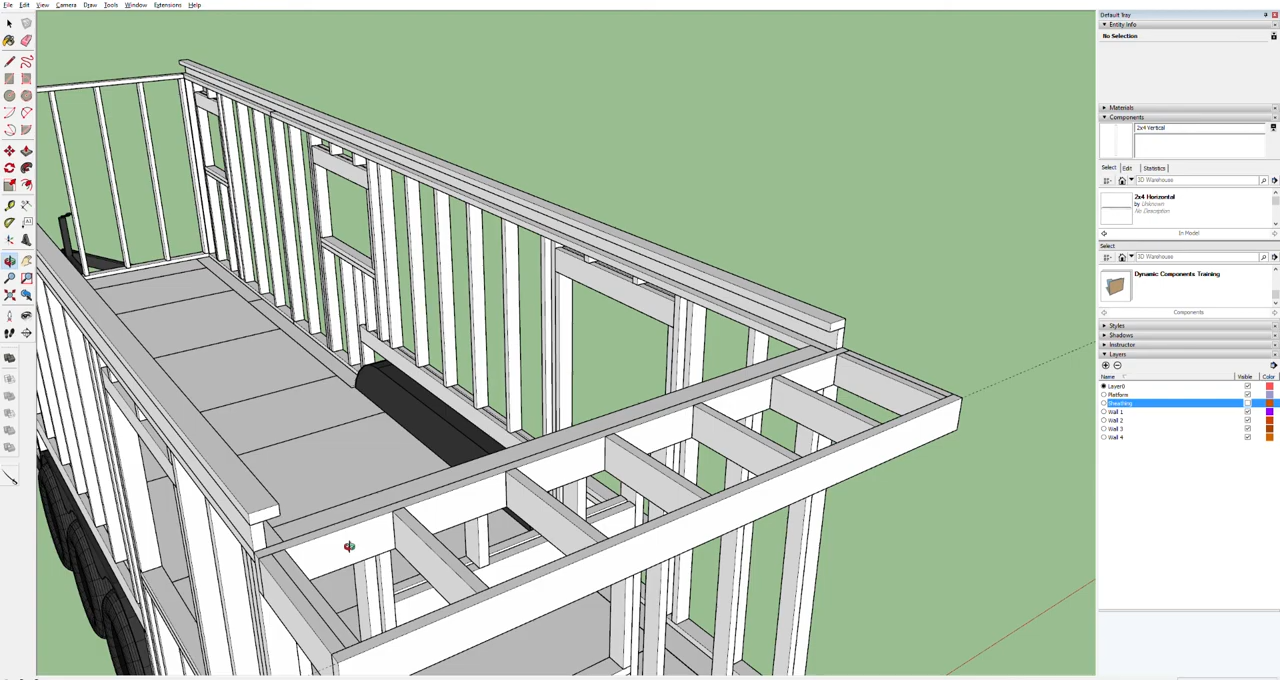 File Edit View Camera Draw Tools Window Extensions Help
Default Tray
Entity Info
No Selection
Materials
Components
2x4 Vertical
Select Edit Statistics
3D Warehouse
2x4 Horizontal
by Unknown
No Description
In Model
Select
3D Warehouse
Dynamic Components Training
Components
Styles
Shadows
Instructor
Layers
Name Visible Color
Layer0
Platform
Sheathing
Wall 1
Wall 2
Wall 3
Wall 4